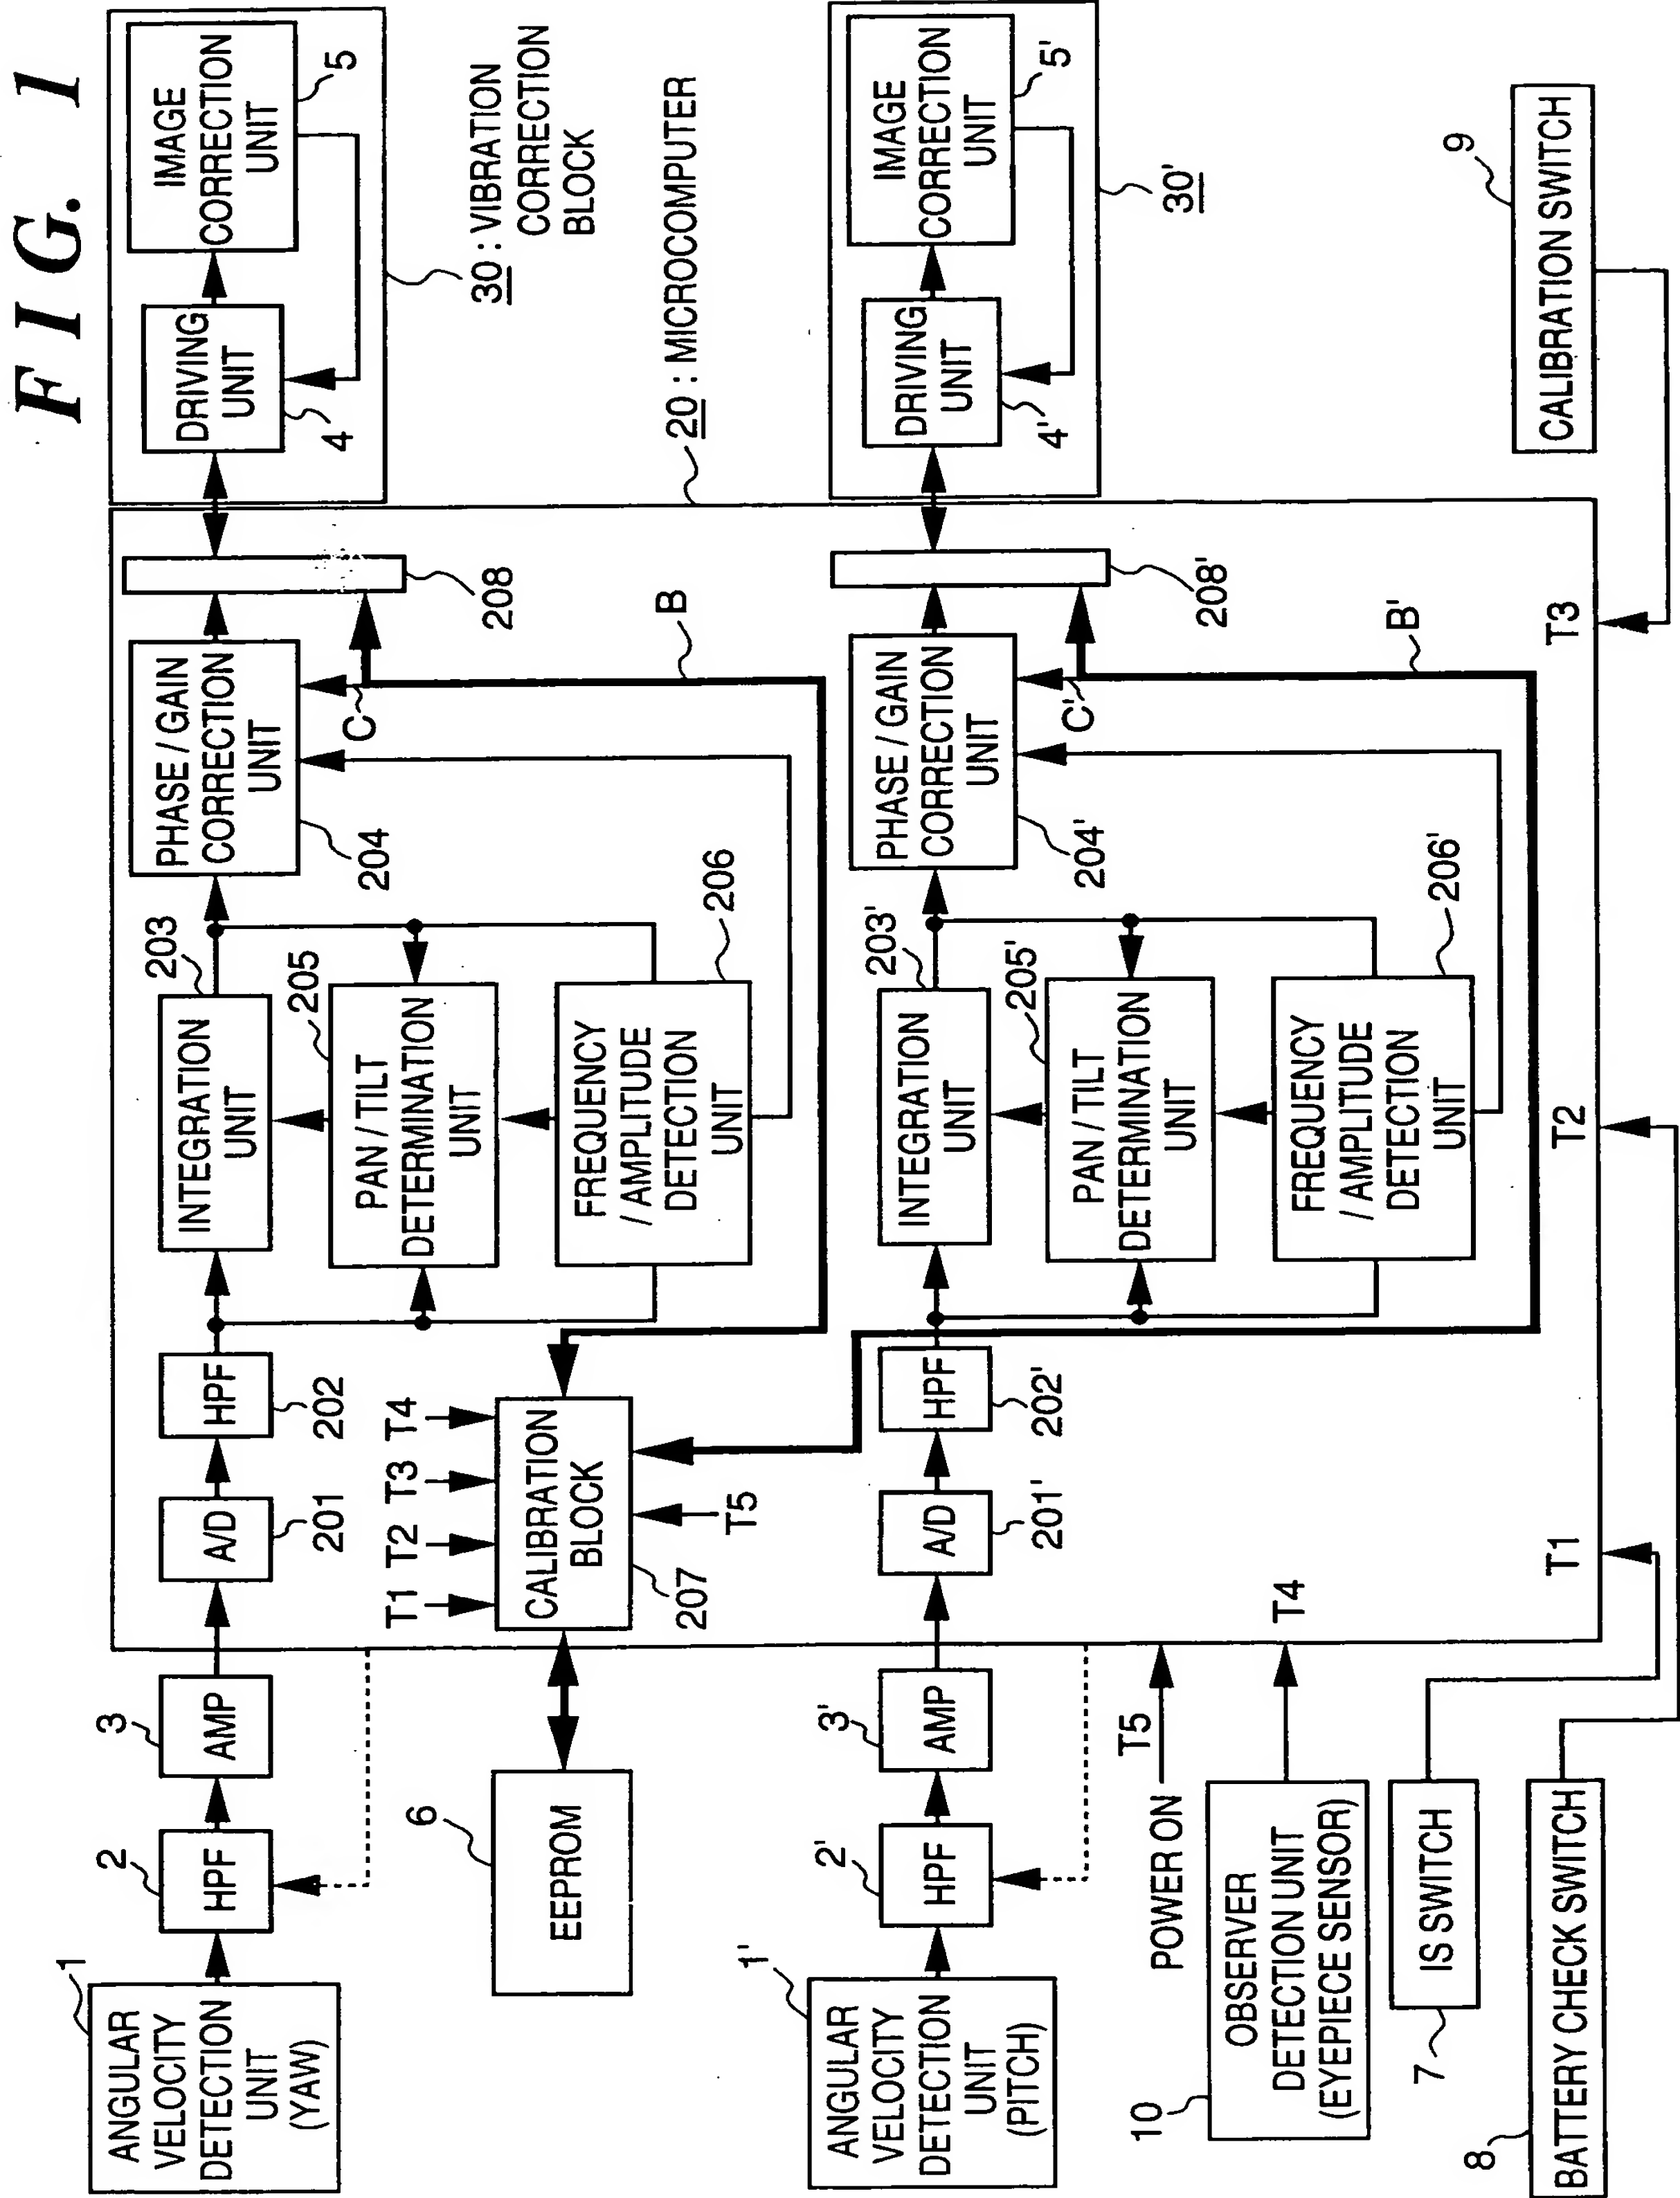 FIG. 1
1
ANGULAR
VELOCITY
DETECTION
UNIT
(YAW)
2
HPF
3
AMP
A/D
201
HPF
202
203
INTEGRATION
UNIT
205
PAN / TILT
DETERMINATION
UNIT
FREQUENCY
/ AMPLITUDE
DETECTION
UNIT
206
PHASE / GAIN
CORRECTION
UNIT
204
C
B
208
DRIVING
UNIT
4
IMAGE
CORRECTION
UNIT
5
30 : VIBRATION
CORRECTION
BLOCK
20 : MICROCOMPUTER
6
EEPROM
T1 T2 T3 T4
CALIBRATION
BLOCK
207
T5
1'
ANGULAR
VELOCITY
DETECTION
UNIT
(PITCH)
2'
HPF
3'
AMP
A/D
201'
HPF
202'
203'
INTEGRATION
UNIT
205'
PAN / TILT
DETERMINATION
UNIT
FREQUENCY
/ AMPLITUDE
DETECTION
UNIT
206'
PHASE / GAIN
CORRECTION
UNIT
204'
C'
B'
208'
DRIVING
UNIT
4'
IMAGE
CORRECTION
UNIT
5'
30'
POWER ON
T5
10
OBSERVER
DETECTION UNIT
(EYEPIECE SENSOR)
T4
7
IS SWITCH
T1
8
BATTERY CHECK SWITCH
T2
T3
9
CALIBRATION SWITCH